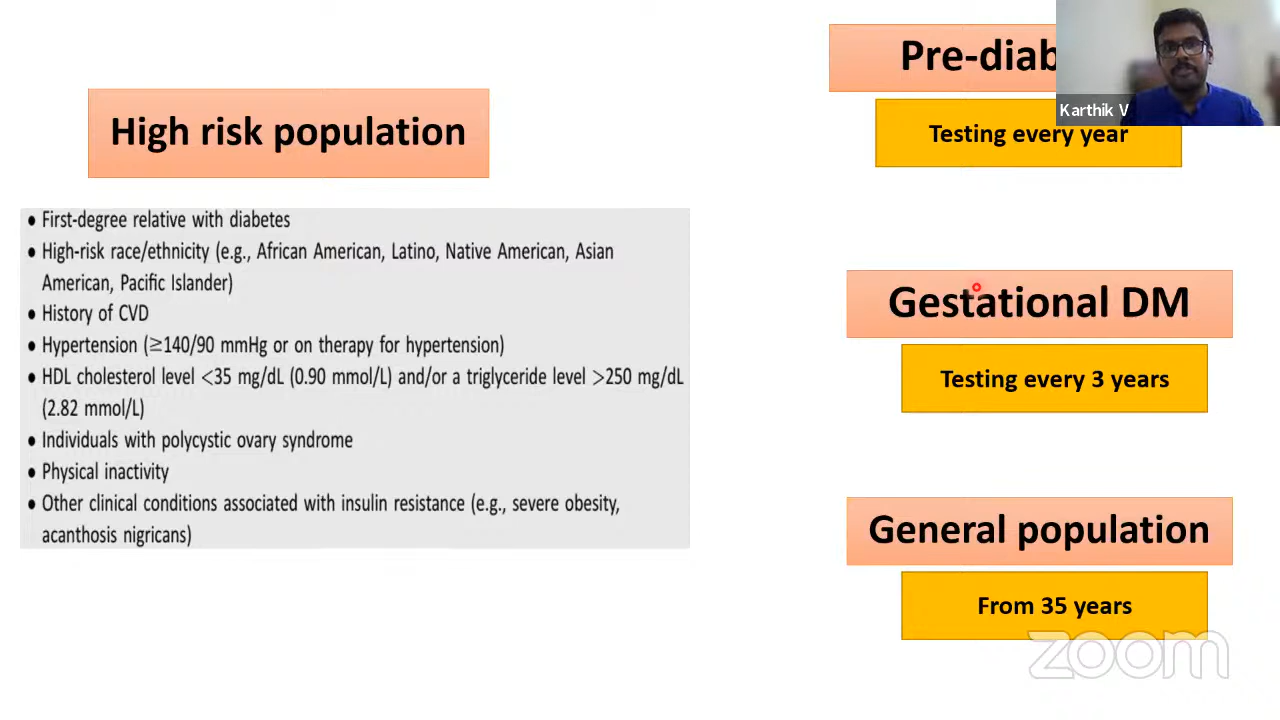 High risk population
• First-degree relative with diabetes
• High-risk race/ethnicity (e.g., African American, Latino, Native American, Asian
American, Pacific Islander)
• History of CVD
• Hypertension (≥140/90 mmHg or on therapy for hypertension)
• HDL cholesterol level <35 mg/dL (0.90 mmol/L) and/or a triglyceride level >250 mg/dL
(2.82 mmol/L)
• Individuals with polycystic ovary syndrome
• Physical inactivity
• Other clinical conditions associated with insulin resistance (e.g., severe obesity,
acanthosis nigricans)
Pre-diab
Karthik V
Testing every year
Gestational DM
Testing every 3 years
General population
From 35 years
zoom